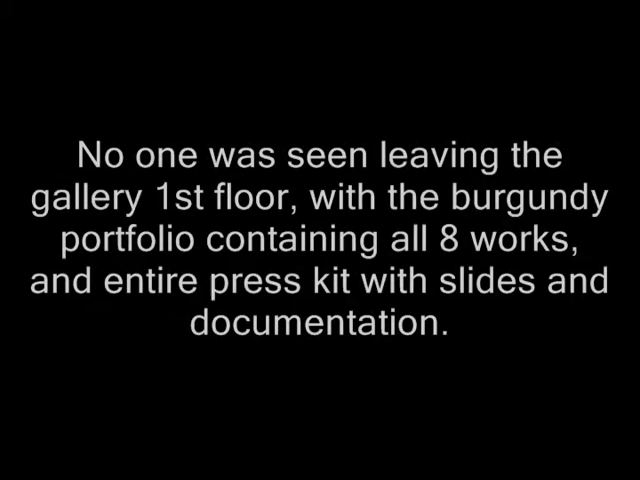 No one was seen leaving the
gallery 1st floor, with the burgundy
portfolio containing all 8 works,
and entire press kit with slides and
documentation.